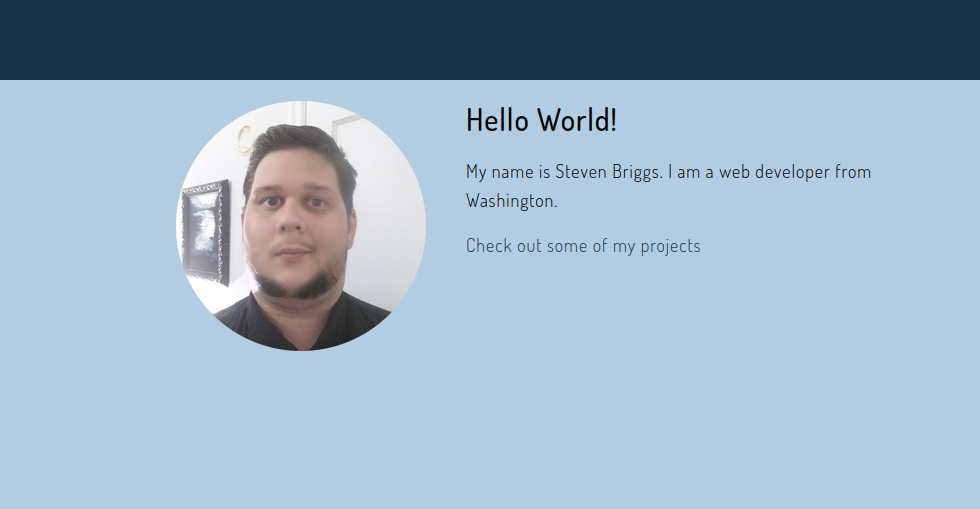 Hello World!
My name is Steven Briggs. I am a web developer from
Washington.
Check out some of my projects